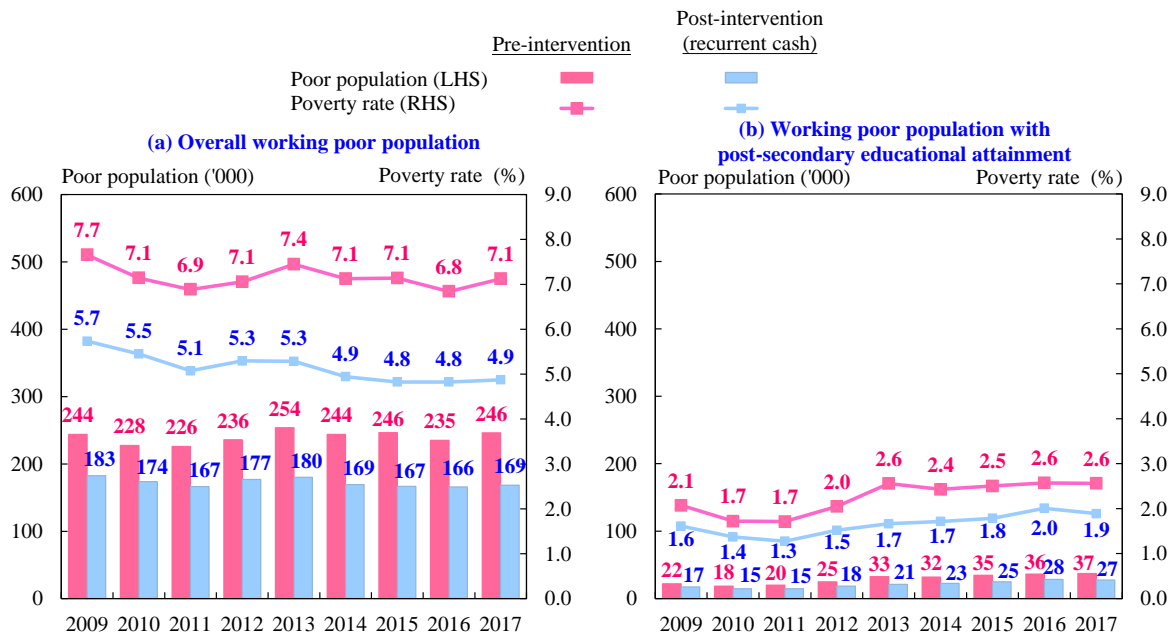 Pre-intervention
Post-intervention
(recurrent cash)
Poor population (LHS)
Poverty rate (RHS)
(a) Overall working poor population
Poor population ('000)
Poverty rate (%)
600
500
400
300
200
100
0
9.0
8.0
7.0
6.0
5.0
4.0
3.0
2.0
1.0
0.0
7.7 7.1 6.9 7.1 7.4 7.1 7.1 6.8 7.1
5.7 5.5 5.1 5.3 5.3 4.9 4.8 4.8 4.9
244 228 226 236 254 244 246 235 246
183 174 167 177 180 169 167 166 169
2009 2010 2011 2012 2013 2014 2015 2016 2017
(b) Working poor population with
post-secondary educational attainment
Poor population ('000)
Poverty rate (%)
600
500
400
300
200
100
0
9.0
8.0
7.0
6.0
5.0
4.0
3.0
2.0
1.0
0.0
2.1 1.7 1.7 2.0 2.6 2.4 2.5 2.6 2.6
1.6 1.4 1.3 1.5 1.7 1.7 1.8 2.0 1.9
22 18 20 25 33 32 35 36 37
17 15 15 18 21 23 25 28 27
2009 2010 2011 2012 2013 2014 2015 2016 2017